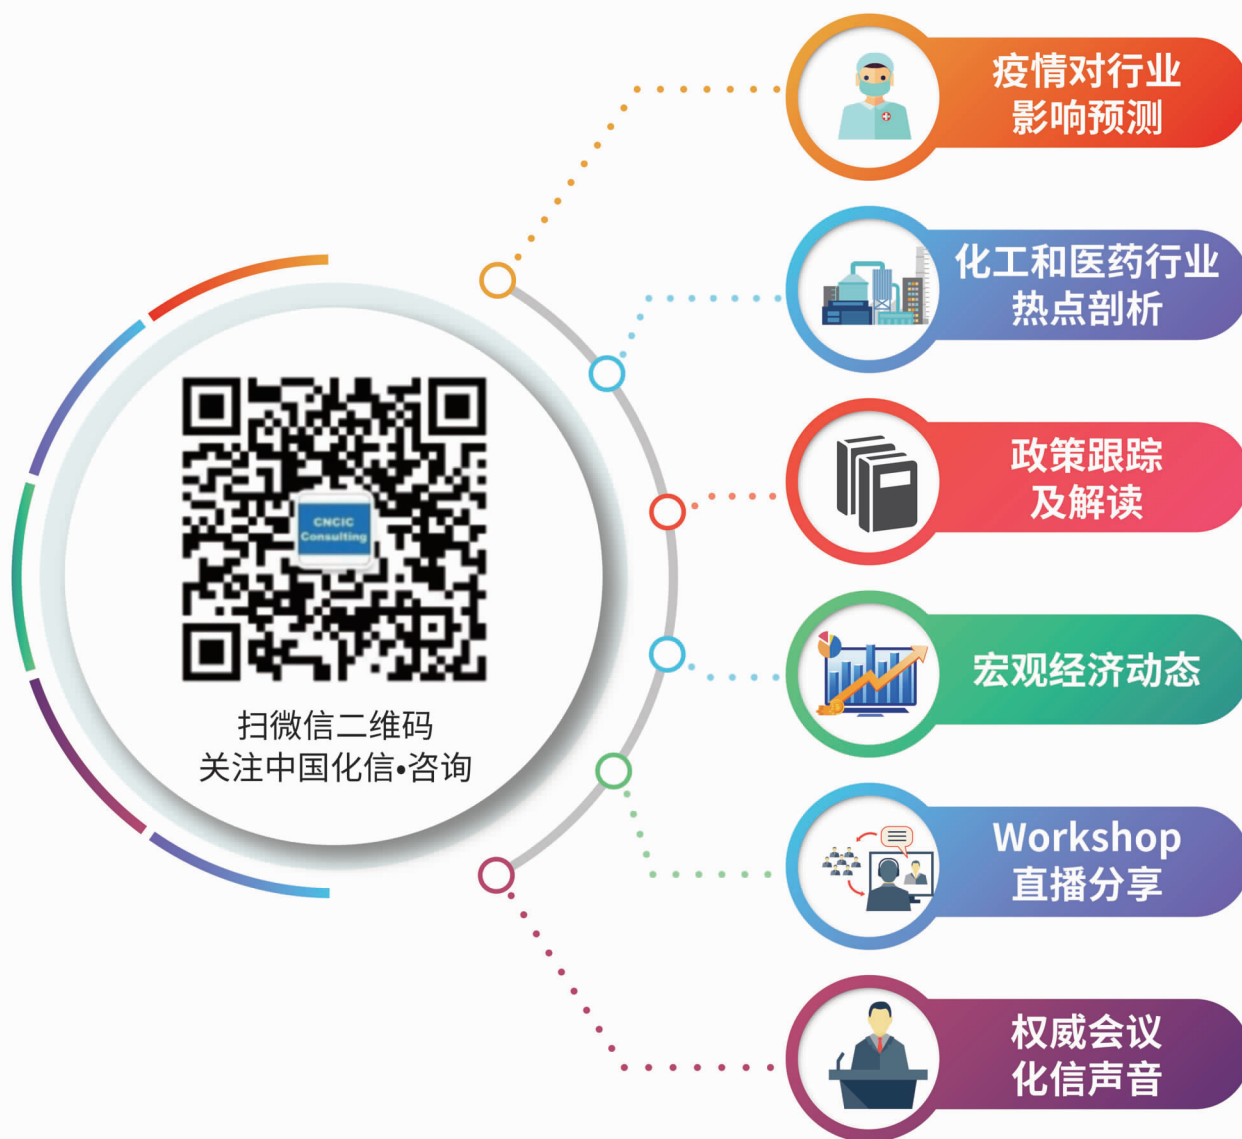 疫情对行业
影响预测
化工和医药行业
热点剖析
政策跟踪
及解读
CNCIC
Consulting
宏观经济动态
扫微信二维码
关注中国化信•咨询
Workshop
直播分享
权威会议
化信声音